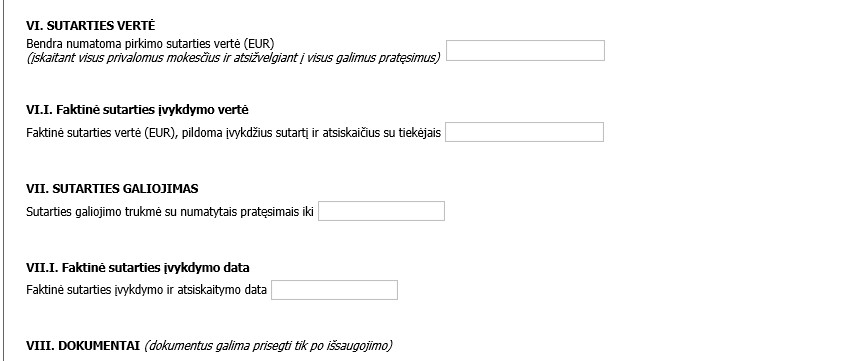 VI. SUTARTIES VERTĖ
Bendra numatoma pirkimo sutarties vertė (EUR)
(įskaitant visus privalomus mokesčius ir atsižvelgiant į visus galimus pratęsimus)
VI.I. Faktinė sutarties įvykdymo vertė
Faktinė sutarties vertė (EUR), pildoma įvykdžius sutartį ir atsiskaičius su tiekėjais
VII. SUTARTIES GALIOJIMAS
Sutarties galiojimo trukmė su numatytais pratęsimais iki
VII.I. Faktinė sutarties įvykdymo data
Faktinė sutarties įvykdymo ir atsiskaitymo data
VIII. DOKUMENTAI (dokumentus galima prisegti tik po išsaugojimo)